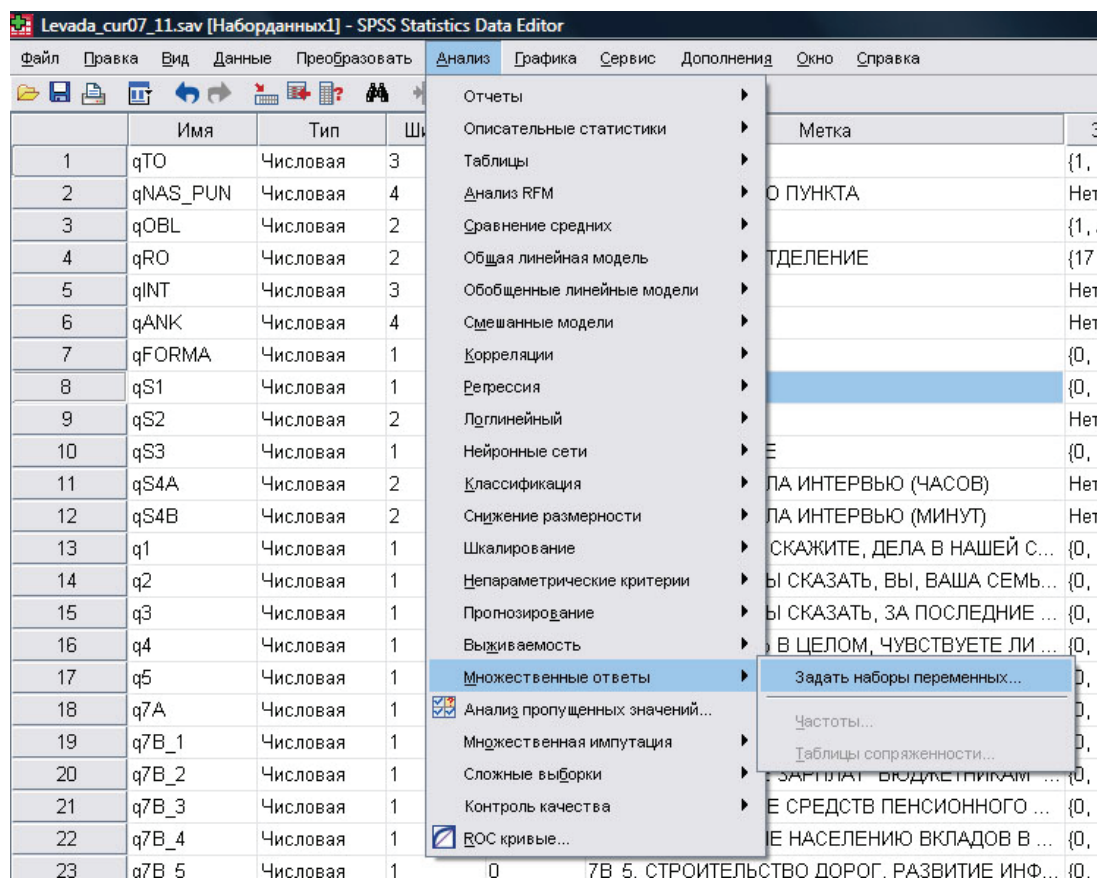 Levada_cur07_11.sav [Наборданных1] - SPSS Statistics Data Editor
Файл Правка Вид Данные Преобразовать Анализ Графика Сервис Дополнения Окно Справка
Имя Тип Ши Метка З
1 qTO Числовая 3 {1,
2 qNAS_PUN Числовая 4 О ПУНКТА Нет
3 qOBL Числовая 2 {1,
4 qRO Числовая 2 ТДЕЛЕНИЕ {17
5 qINT Числовая 3 Нет
6 qANK Числовая 4 Нет
7 qFORMA Числовая 1 {0,
8 qS1 Числовая 1 {0,
9 qS2 Числовая 2 Нет
10 qS3 Числовая 1 Е {0,
11 qS4A Числовая 2 ЛА ИНТЕРВЬЮ (ЧАСОВ) Нет
12 qS4B Числовая 2 ЛА ИНТЕРВЬЮ (МИНУТ) Нет
13 q1 Числовая 1 СКАЖИТЕ, ДЕЛА В НАШЕЙ С... {0,
14 q2 Числовая 1 Ы СКАЗАТЬ, ВЫ, ВАША СЕМЬ... {0,
15 q3 Числовая 1 Ы СКАЗАТЬ, ЗА ПОСЛЕДНИЕ ... {0,
16 q4 Числовая 1 В ЦЕЛОМ, ЧУВСТВУЕТЕ ЛИ ... {0,
17 q5 Числовая 1
18 q7A Числовая 1
19 q7B_1 Числовая 1
20 q7B_2 Числовая 1 ЗАРПЛАТ БЮДЖЕТНИКАМ ... {0,
21 q7B_3 Числовая 1 Е СРЕДСТВ ПЕНСИОННОГО ... {0,
22 q7B_4 Числовая 1 ИЕ НАСЕЛЕНИЮ ВКЛАДОВ В ... {0,
23 q7B_5 Числовая 1 0 7B_5. СТРОИТЕЛЬСТВО ДОРОГ, РАЗВИТИЕ ИНФ... {0,
Отчеты
Описательные статистики
Таблицы
Анализ RFM
Сравнение средних
Общая линейная модель
Обобщенные линейные модели
Смешанные модели
Корреляции
Регрессия
Логлинейный
Нейронные сети
Классификация
Снижение размерности
Шкалирование
Непараметрические критерии
Прогнозирование
Выживаемость
Множественные ответы
Анализ пропущенных значений...
Множественная импутация
Сложные выборки
Контроль качества
ROC кривые...
Задать наборы переменных...
Частоты...
Таблицы сопряженности...